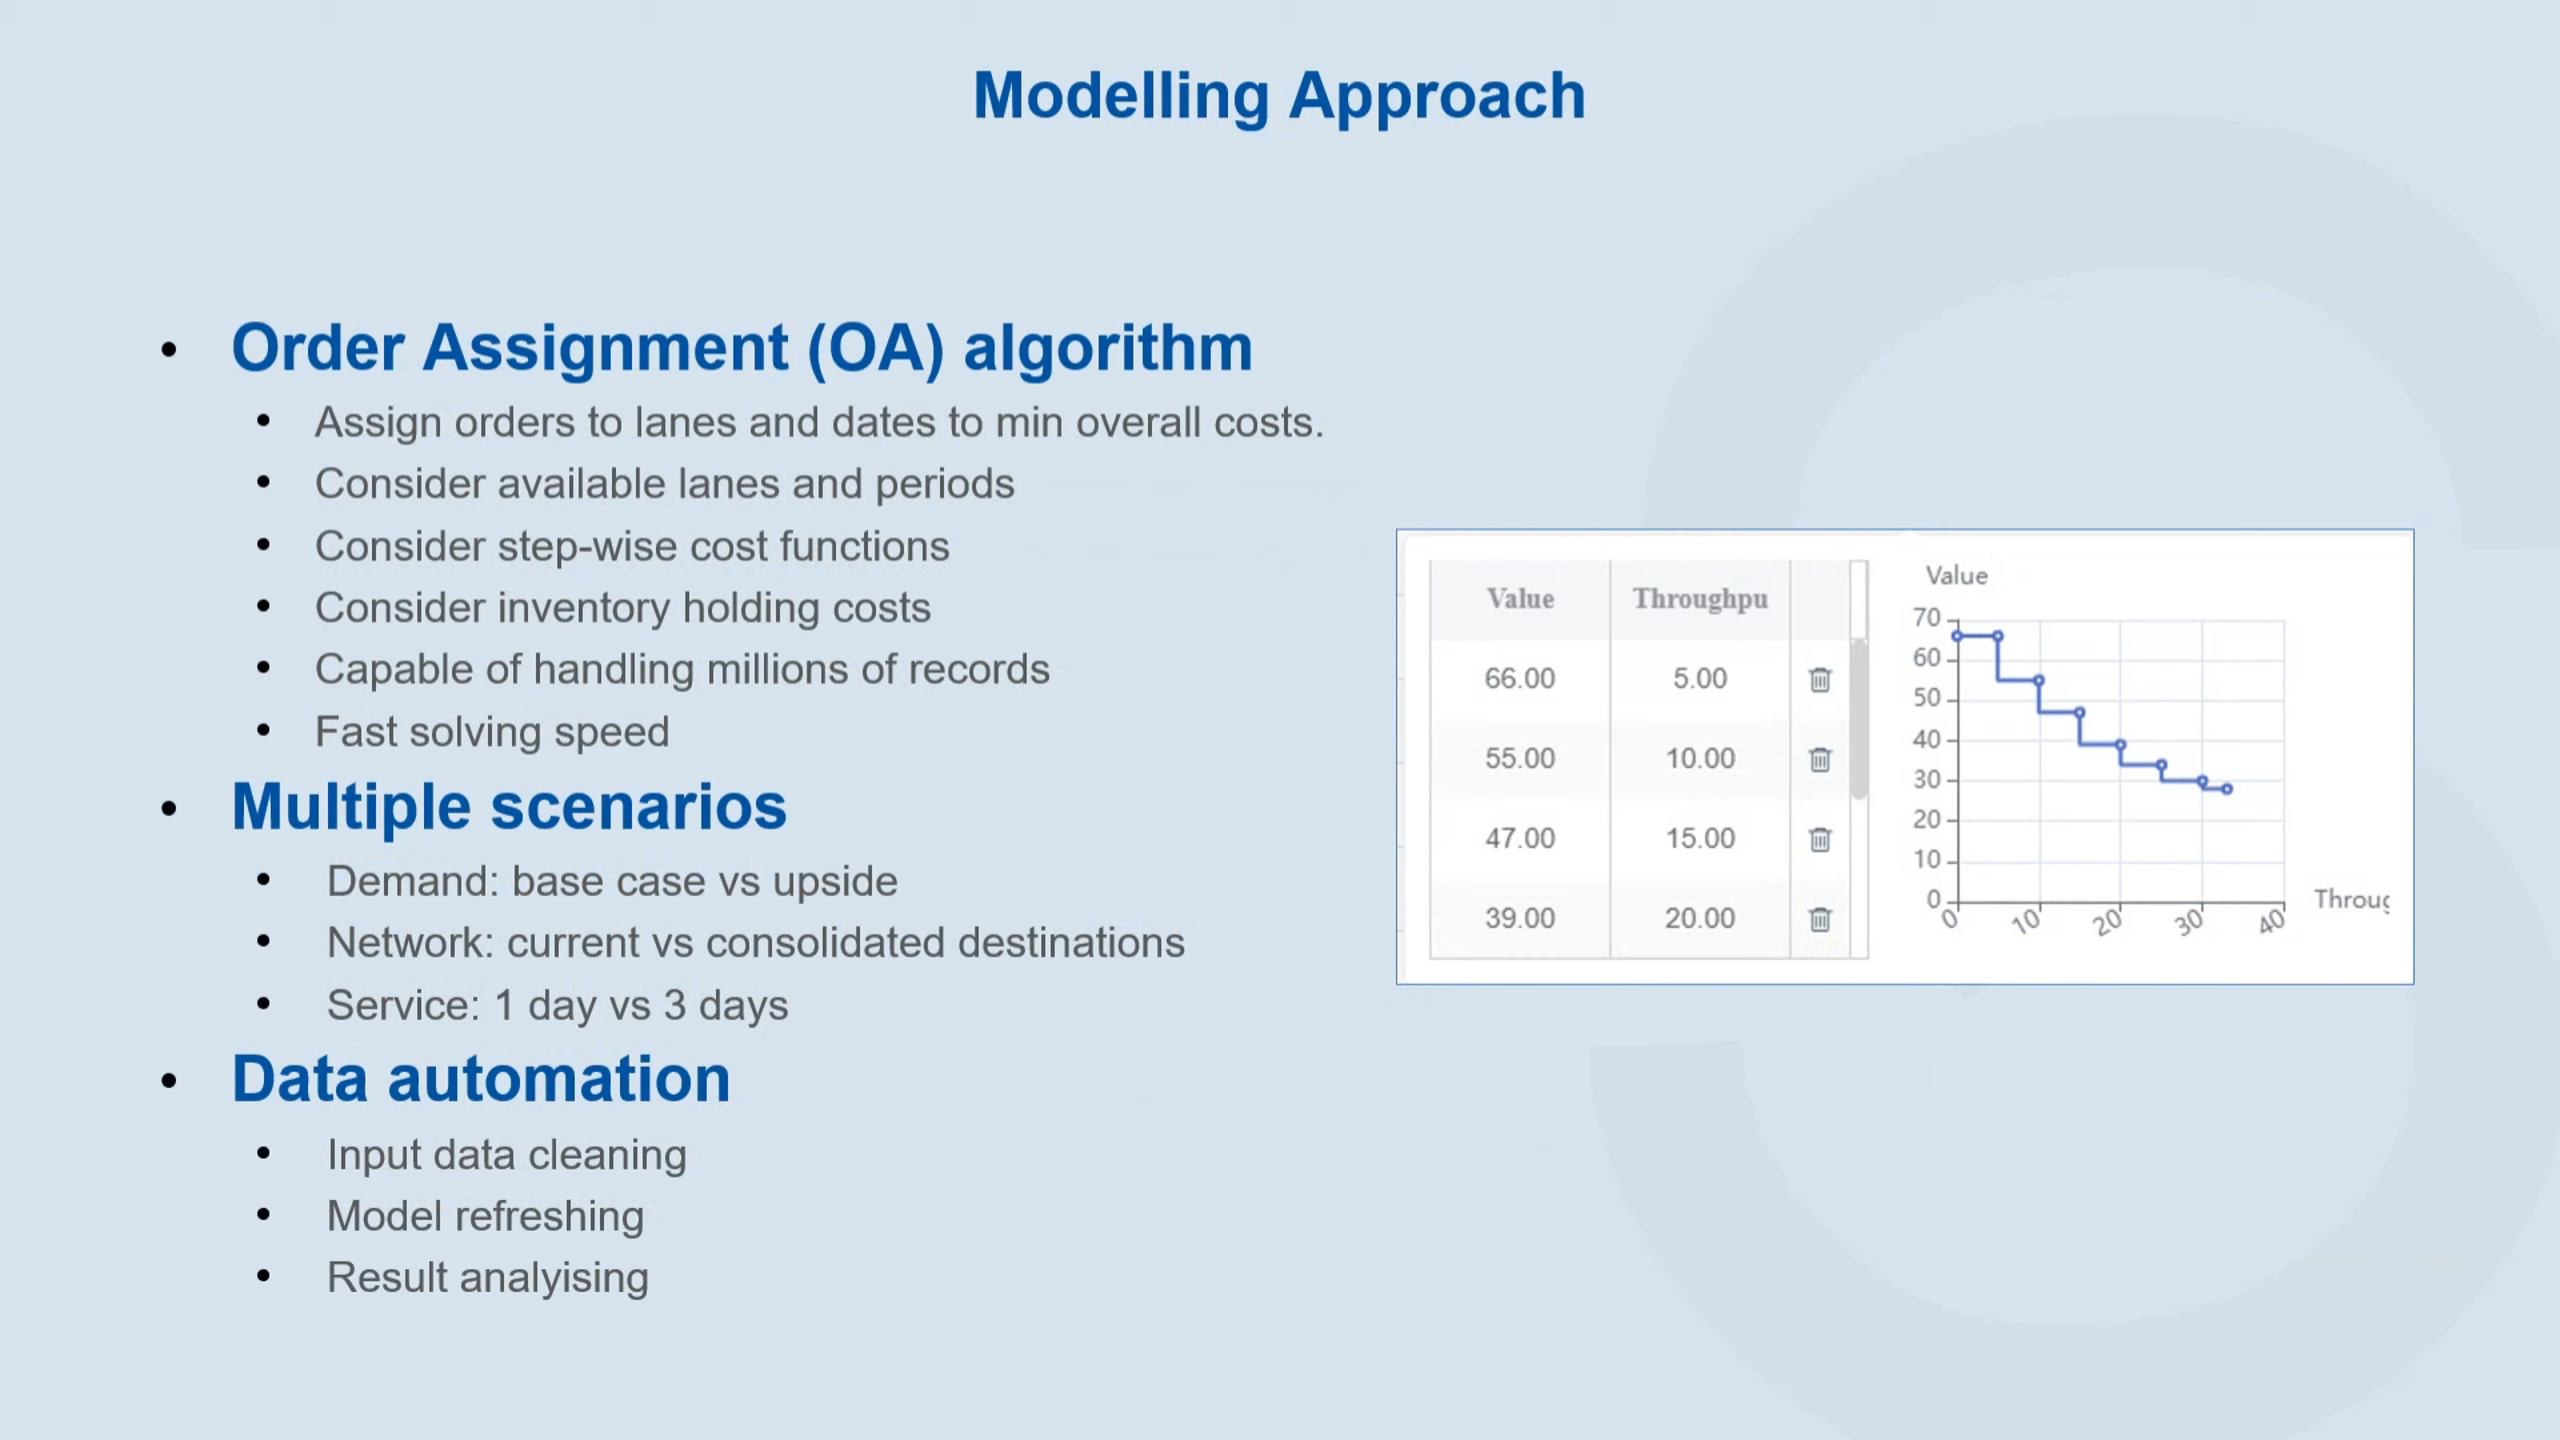 Modelling Approach
• Order Assignment (OA) algorithm
• Assign orders to lanes and dates to min overall costs.
• Consider available lanes and periods
• Consider step-wise cost functions
• Consider inventory holding costs
• Capable of handling millions of records
• Fast solving speed
• Multiple scenarios
• Demand: base case vs upside
• Network: current vs consolidated destinations
• Service: 1 day vs 3 days
• Data automation
• Input data cleaning
• Model refreshing
• Result analyising
Value Throughpu
66.00 5.00
55.00 10.00
47.00 15.00
39.00 20.00
Value
70
60
50
40
30
20
10
0
0 10 20 30 40
Throug